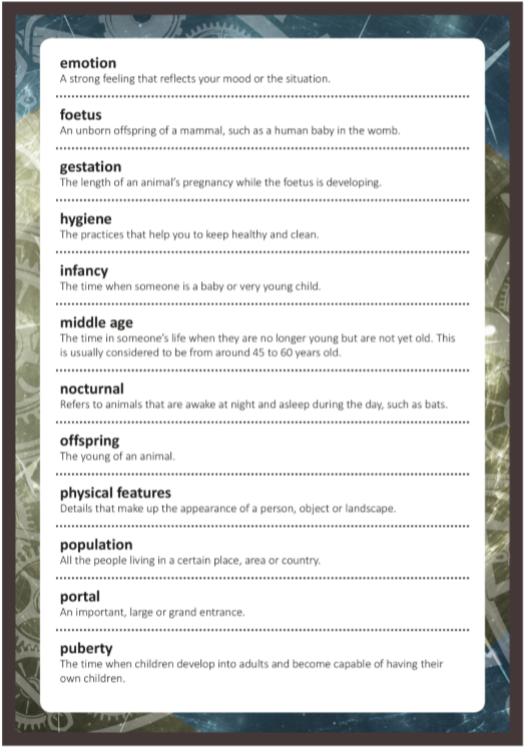 emotion
A strong feeling that reflects your mood or the situation.
foetus
An unborn offspring of a mammal, such as a human baby in the womb.
gestation
The length of an animal's pregnancy while the foetus is developing.
hygiene
The practices that help you to keep healthy and clean.
infancy
The time when someone is a baby or very young child.
middle age
The time in someone's life when they are no longer young but are not yet old. This
is usually considered to be from around 45 to 60 years old.
nocturnal
Refers to animals that are awake at night and asleep during the day, such as bats.
offspring
The young of an animal.
physical features
Details that make up the appearance of a person, object or landscape.
population
All the people living in a certain place, area or country.
portal
An important, large or grand entrance.
puberty
The time when children develop into adults and become capable of having their
own children.